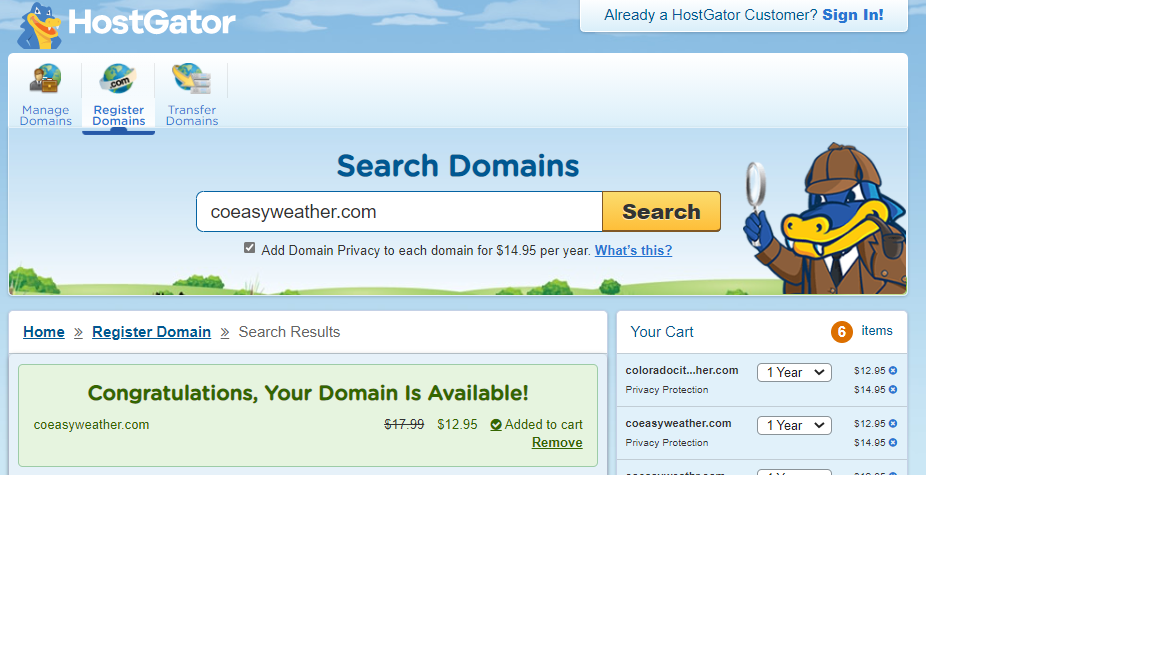 HostGator
Already a HostGator Customer? Sign In!
Manage
Domains
Register
Domains
Transfer
Domains
.com
Search Domains
coeasyweather.com
Search
Add Domain Privacy to each domain for $14.95 per year. What's this?
Home » Register Domain » Search Results
Your Cart 6 items
Congratulations, Your Domain Is Available!
coeasyweather.com $17.99 $12.95 Added to cart
Remove
coloradocit...her.com 1 Year $12.95
Privacy Protection $14.95
coeasyweather.com 1 Year $12.95
Privacy Protection $14.95